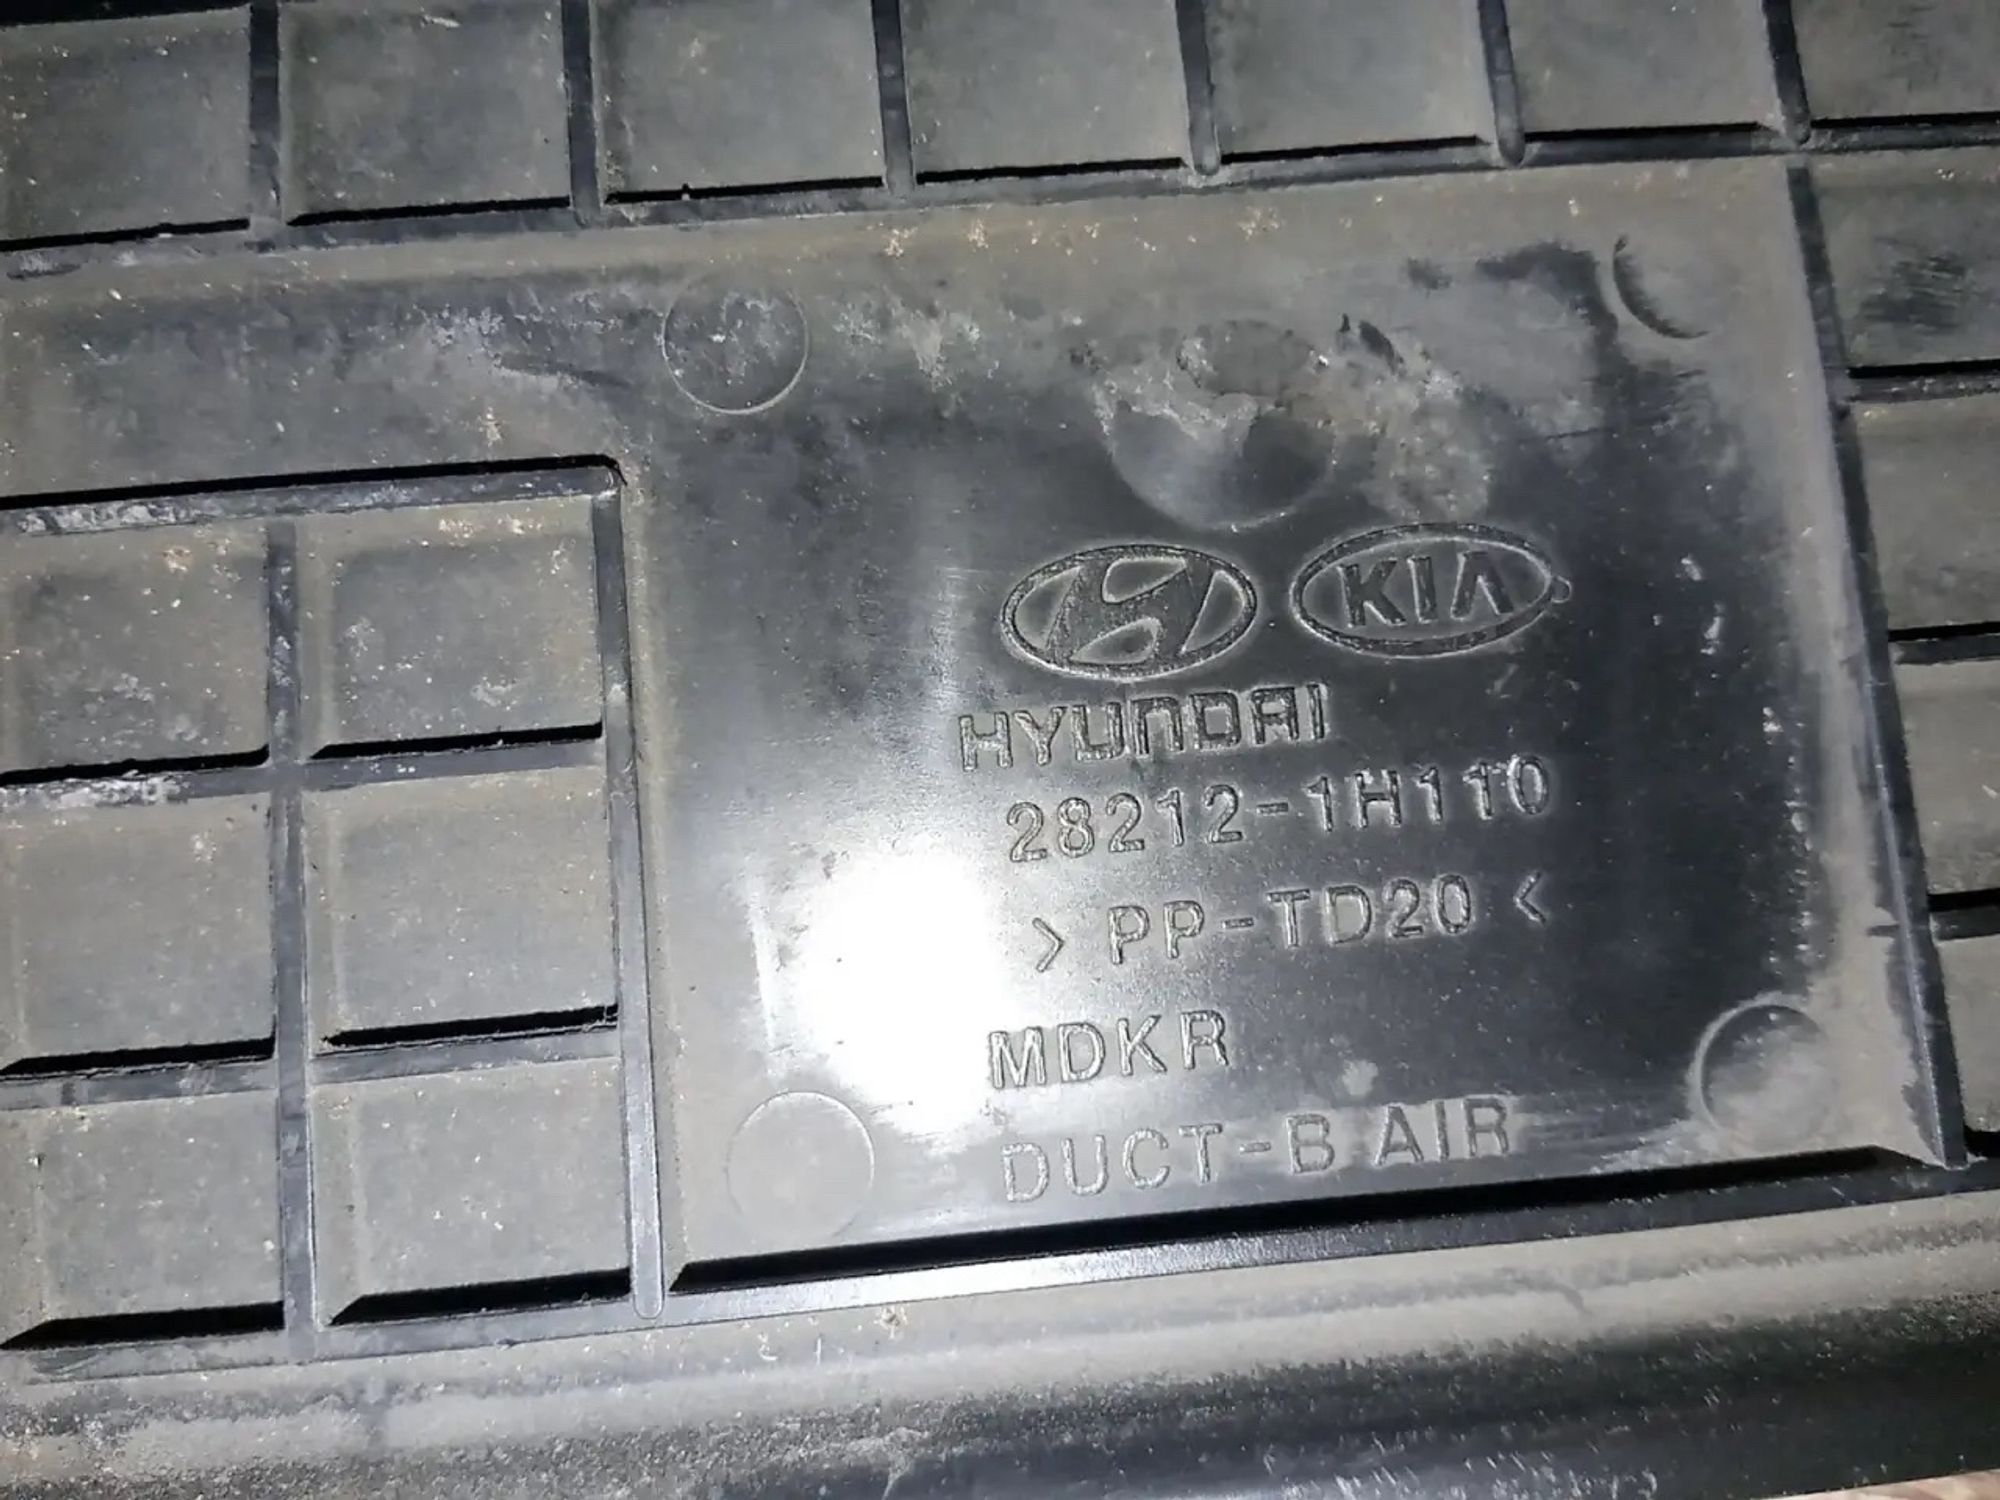 KIA
HYUNDAI
28212-1H110
> PP-TD20 <
MDKR
DUCT-B AIR